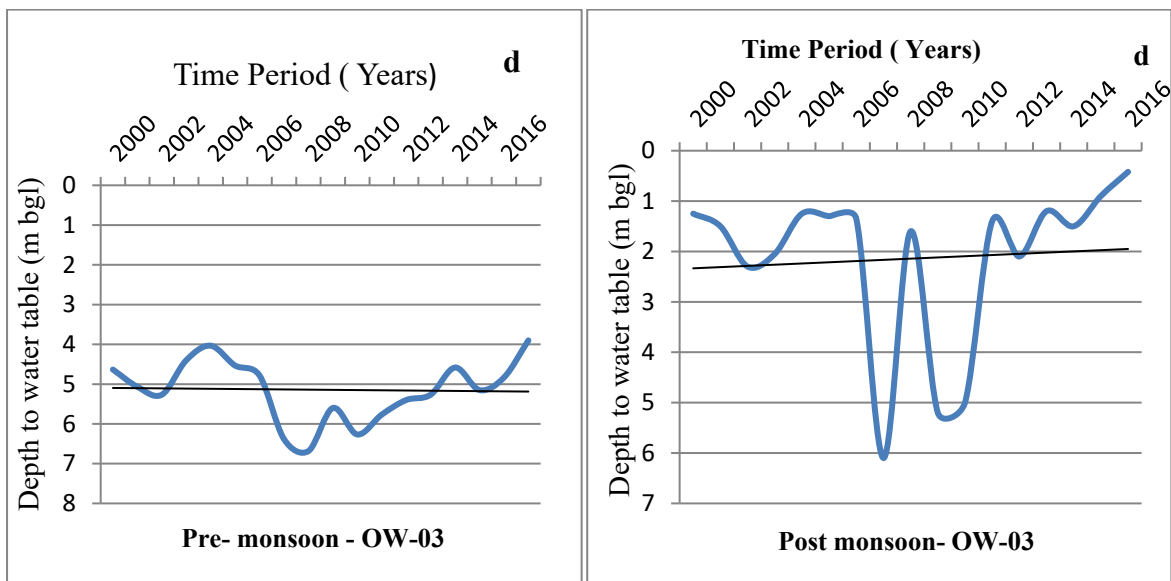 Time Period ( Years)
d
2000 2002 2004 2006 2008 2010 2012 2014 2016
Depth to water table (m bgl)
0
1
2
3
4
5
6
7
8
Pre- monsoon - OW-03
Time Period ( Years)
d
2000 2002 2004 2006 2008 2010 2012 2014 2016
Depth to water table (m bgl)
0
1
2
3
4
5
6
7
Post monsoon- OW-03